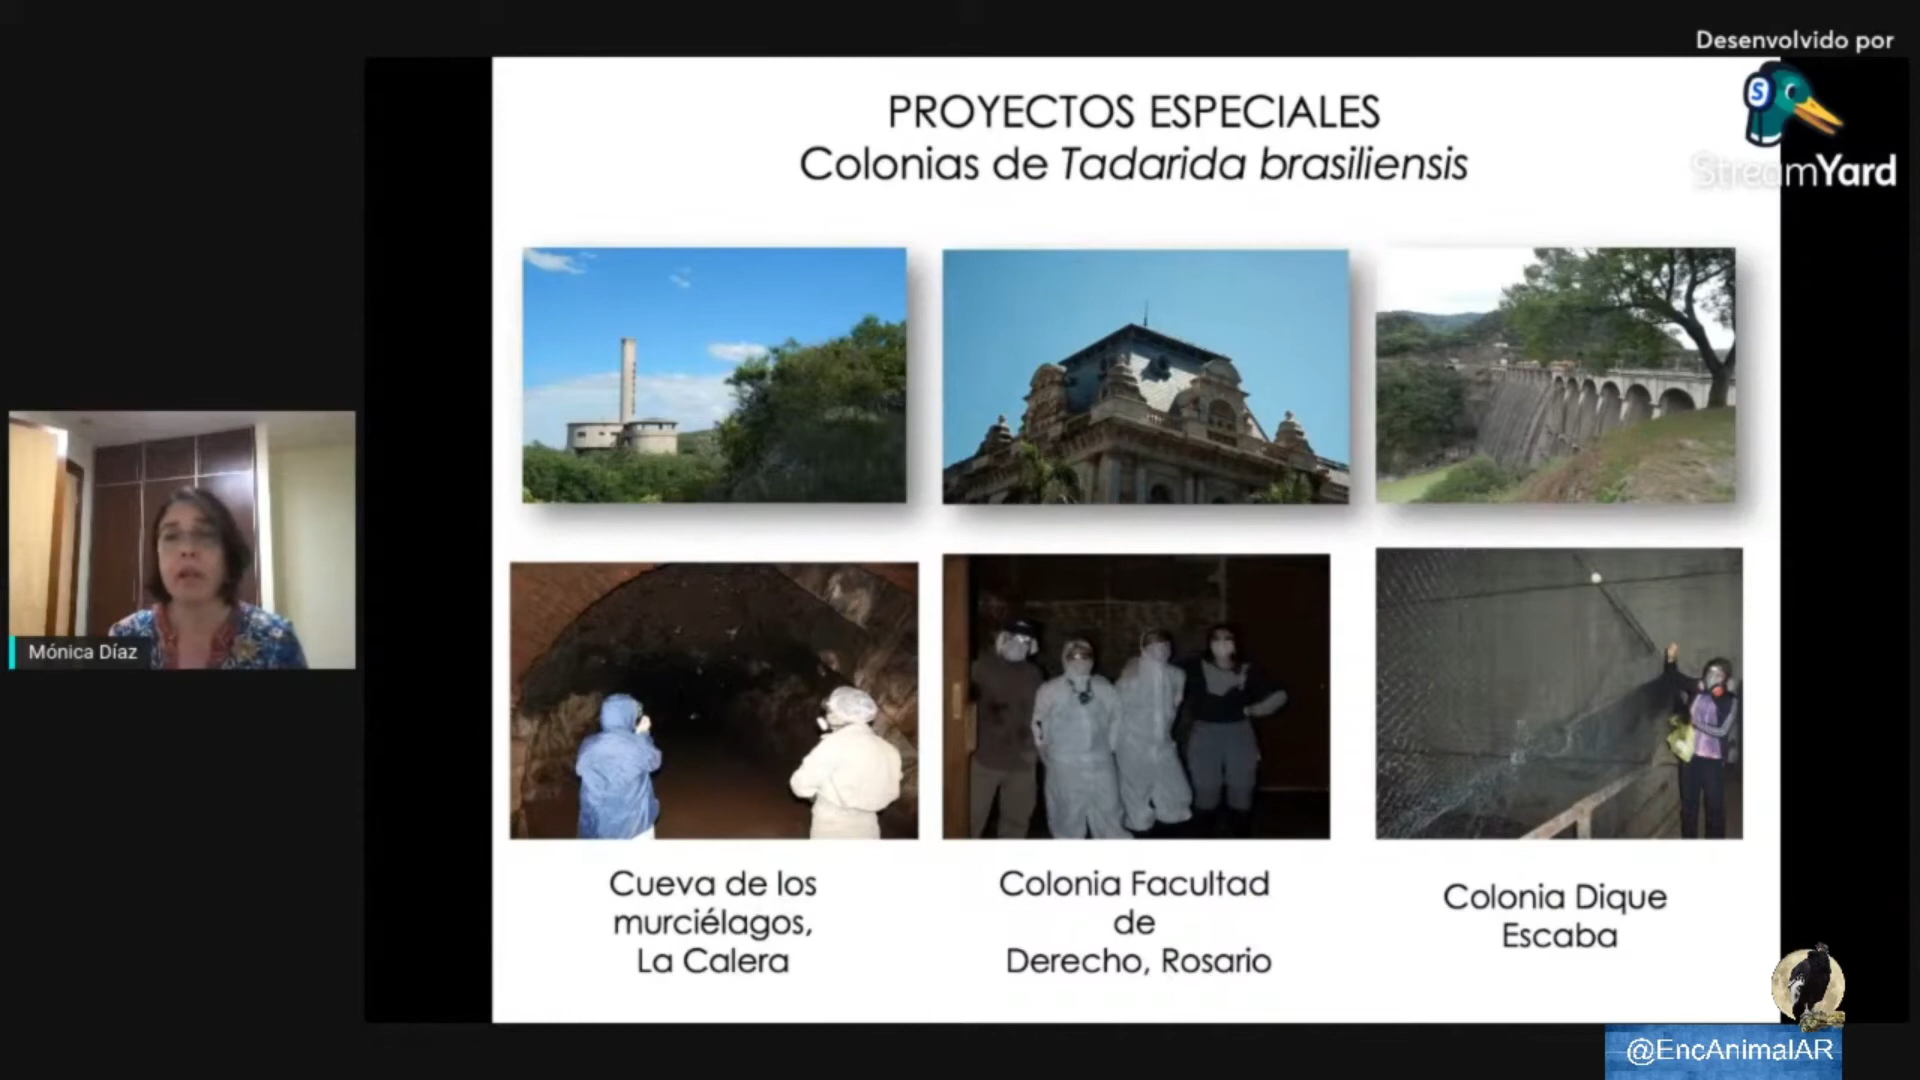 Desenvolvido por
StreamYard
PROYECTOS ESPECIALES
Colonias de Tadarida brasiliensis
Mónica Díaz
Cueva de los
murciélagos,
La Calera
Colonia Facultad
de
Derecho, Rosario
Colonia Dique
Escaba
@EncAnimalAR